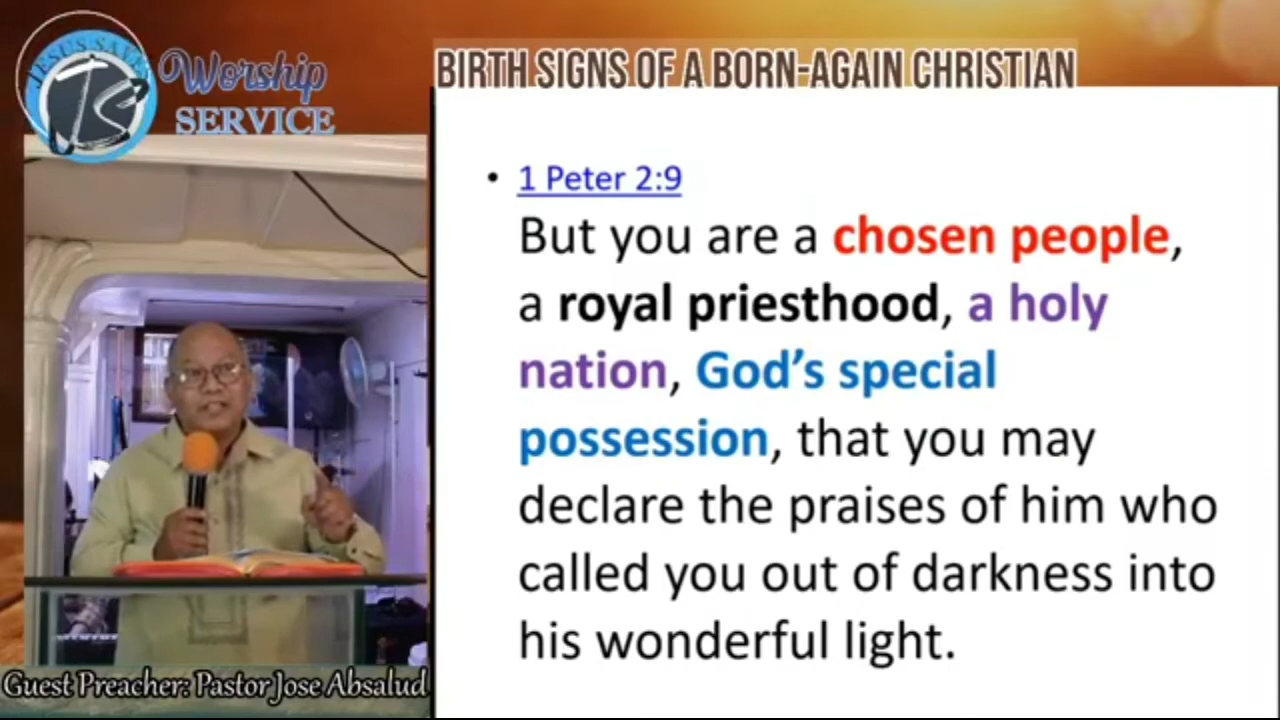 JESUS SAVES
Worship
SERVICE
BIRTH SIGNS OF A BORN-AGAIN CHRISTIAN
• 1 Peter 2:9
But you are a chosen people,
a royal priesthood, a holy
nation, God’s special
possession, that you may
declare the praises of him who
called you out of darkness into
his wonderful light.
Guest Preacher: Pastor Jose Absalud